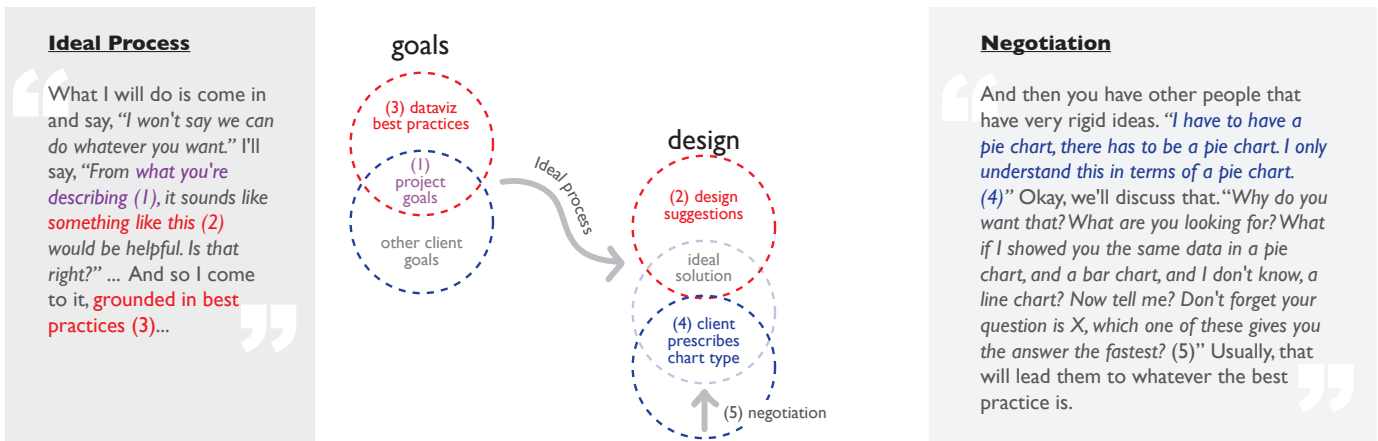 Ideal Process
“
What I will do is come in
and say, “I won't say we can
do whatever you want.” I'll
say, “From what you're
describing (1), it sounds like
something like this (2)
would be helpful. Is that
right?” ... And so I come
to it, grounded in best
practices (3)...
”
goals
(3) dataviz
best practices
(1)
project
goals
other client
goals
Ideal process
design
(2) design
suggestions
ideal
solution
(4) client
prescribes
chart type
(5) negotiation
Negotiation
“
And then you have other people that
have very rigid ideas. “I have to have a
pie chart, there has to be a pie chart. I only
understand this in terms of a pie chart.
(4)” Okay, we'll discuss that. “Why do you
want that? What are you looking for? What
if I showed you the same data in a pie
chart, and a bar chart, and I don't know, a
line chart? Now tell me? Don't forget your
question is X, which one of these gives you
the answer the fastest? (5)” Usually, that
will lead them to whatever the best
practice is.
”